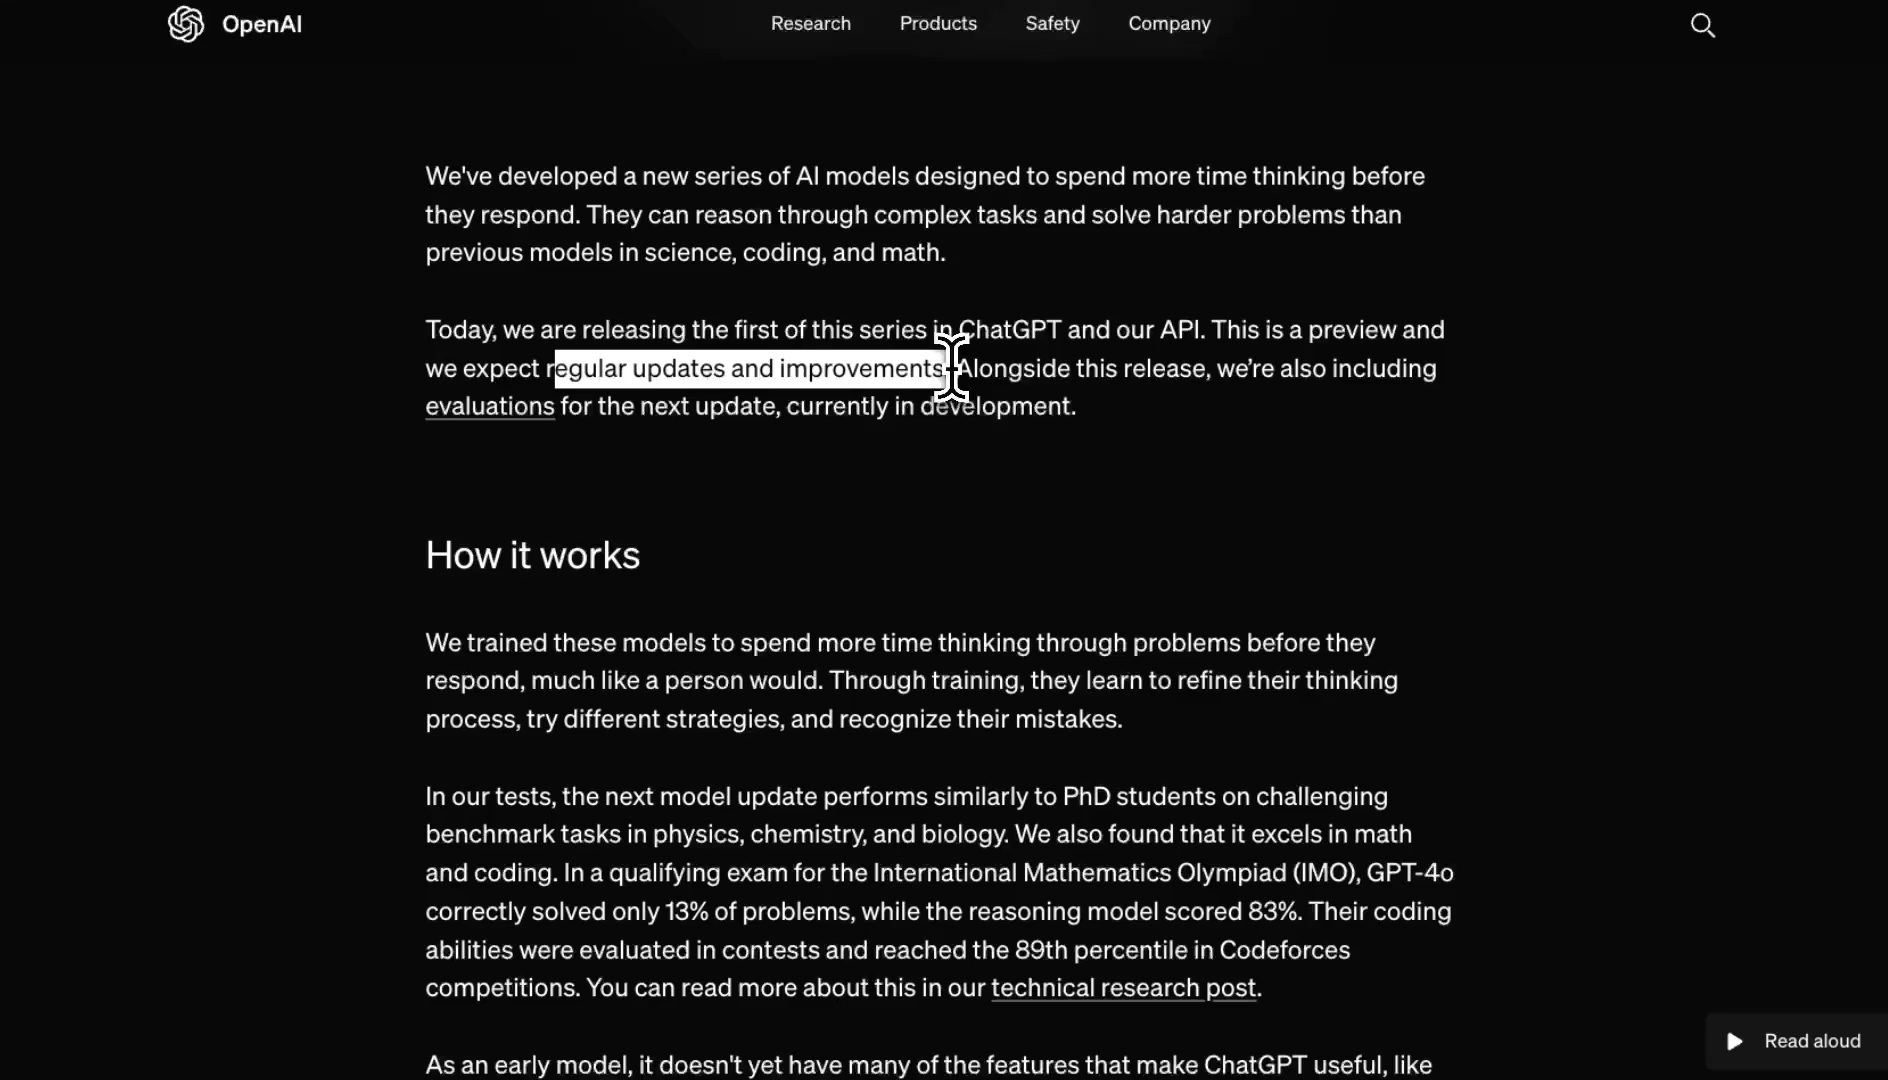 OpenAI
Research
Products
Safety
Company
We've developed a new series of AI models designed to spend more time thinking before
they respond. They can reason through complex tasks and solve harder problems than
previous models in science, coding, and math.
Today, we are releasing the first of this series in ChatGPT and our API. This is a preview and
we expect regular updates and improvements. Alongside this release, we’re also including
evaluations for the next update, currently in development.
How it works
We trained these models to spend more time thinking through problems before they
respond, much like a person would. Through training, they learn to refine their thinking
process, try different strategies, and recognize their mistakes.
In our tests, the next model update performs similarly to PhD students on challenging
benchmark tasks in physics, chemistry, and biology. We also found that it excels in math
and coding. In a qualifying exam for the International Mathematics Olympiad (IMO), GPT-4o
correctly solved only 13% of problems, while the reasoning model scored 83%. Their coding
abilities were evaluated in contests and reached the 89th percentile in Codeforces
competitions. You can read more about this in our technical research post.
As an early model, it doesn't yet have many of the features that make ChatGPT useful, like
Read aloud